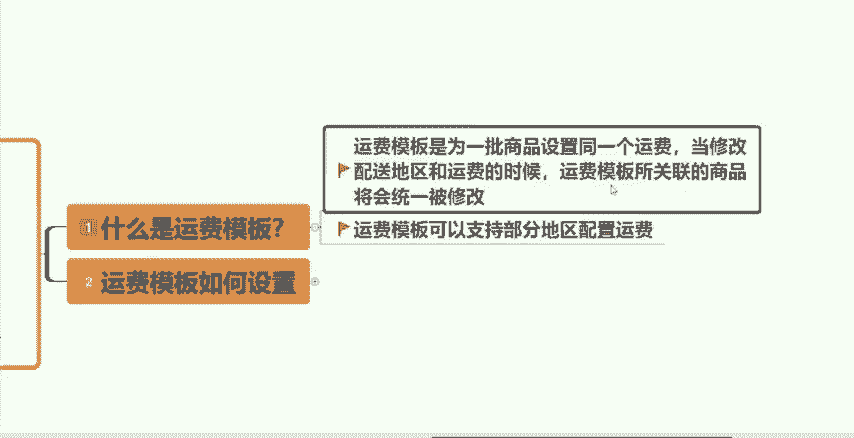 运费模板是为一批商品设置同一个运费，当修改
配送地区和运费的时候，运费模板所关联的商品
将会统一被修改
1 什么是运费模板？
运费模板可以支持部分地区配置运费
2 运费模板如何设置